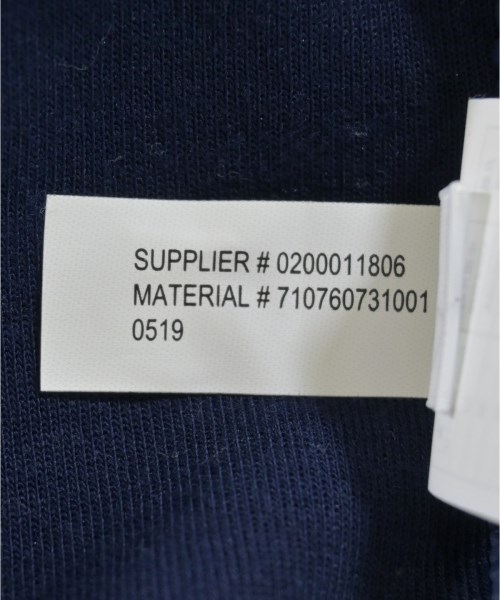 SUPPLIER # 0200011806
MATERIAL # 710760731001
0519